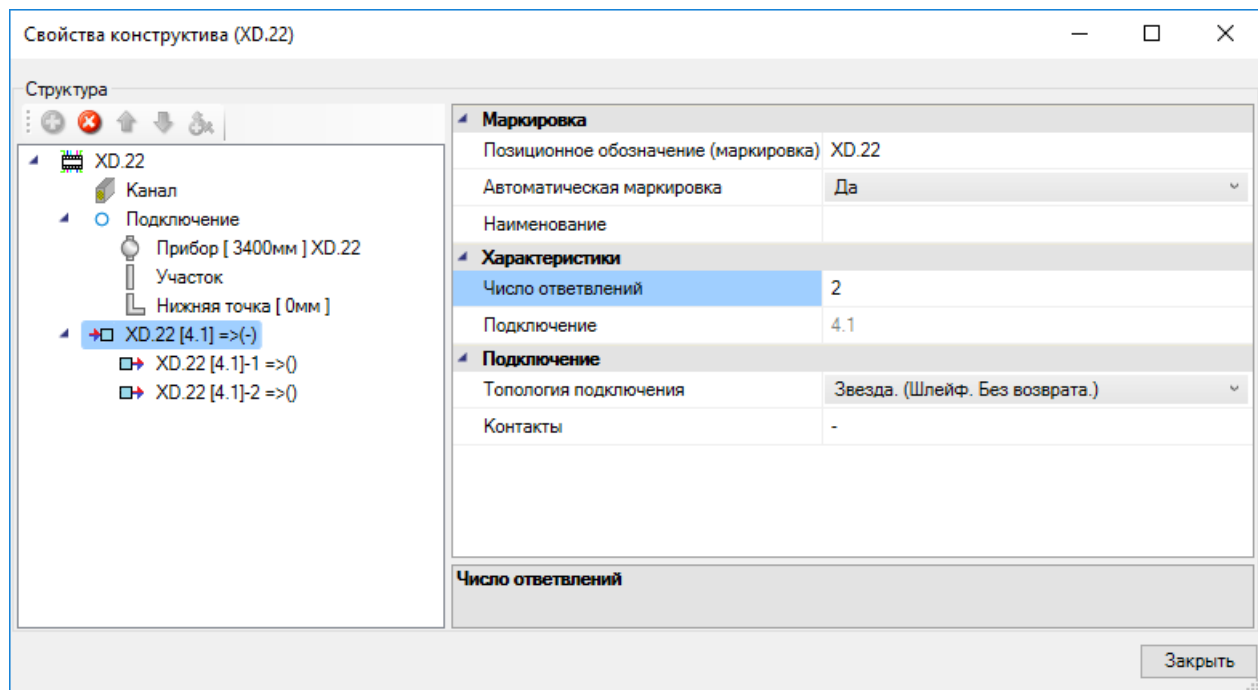 Свойства конструктива (XD.22)
Структура
XD.22
Канал
Подключение
Прибор [ 3400мм ] XD.22
Участок
Нижняя точка [ 0мм ]
XD.22 [4.1] =>(-)
XD.22 [4.1]-1 =>()
XD.22 [4.1]-2 =>()
Маркировка
Позиционное обозначение (маркировка) XD.22
Автоматическая маркировка Да
Наименование
Характеристики
Число ответвлений 2
Подключение 4.1
Подключение
Топология подключения Звезда. (Шлейф. Без возврата.)
Контакты -
Число ответвлений
Закрыть